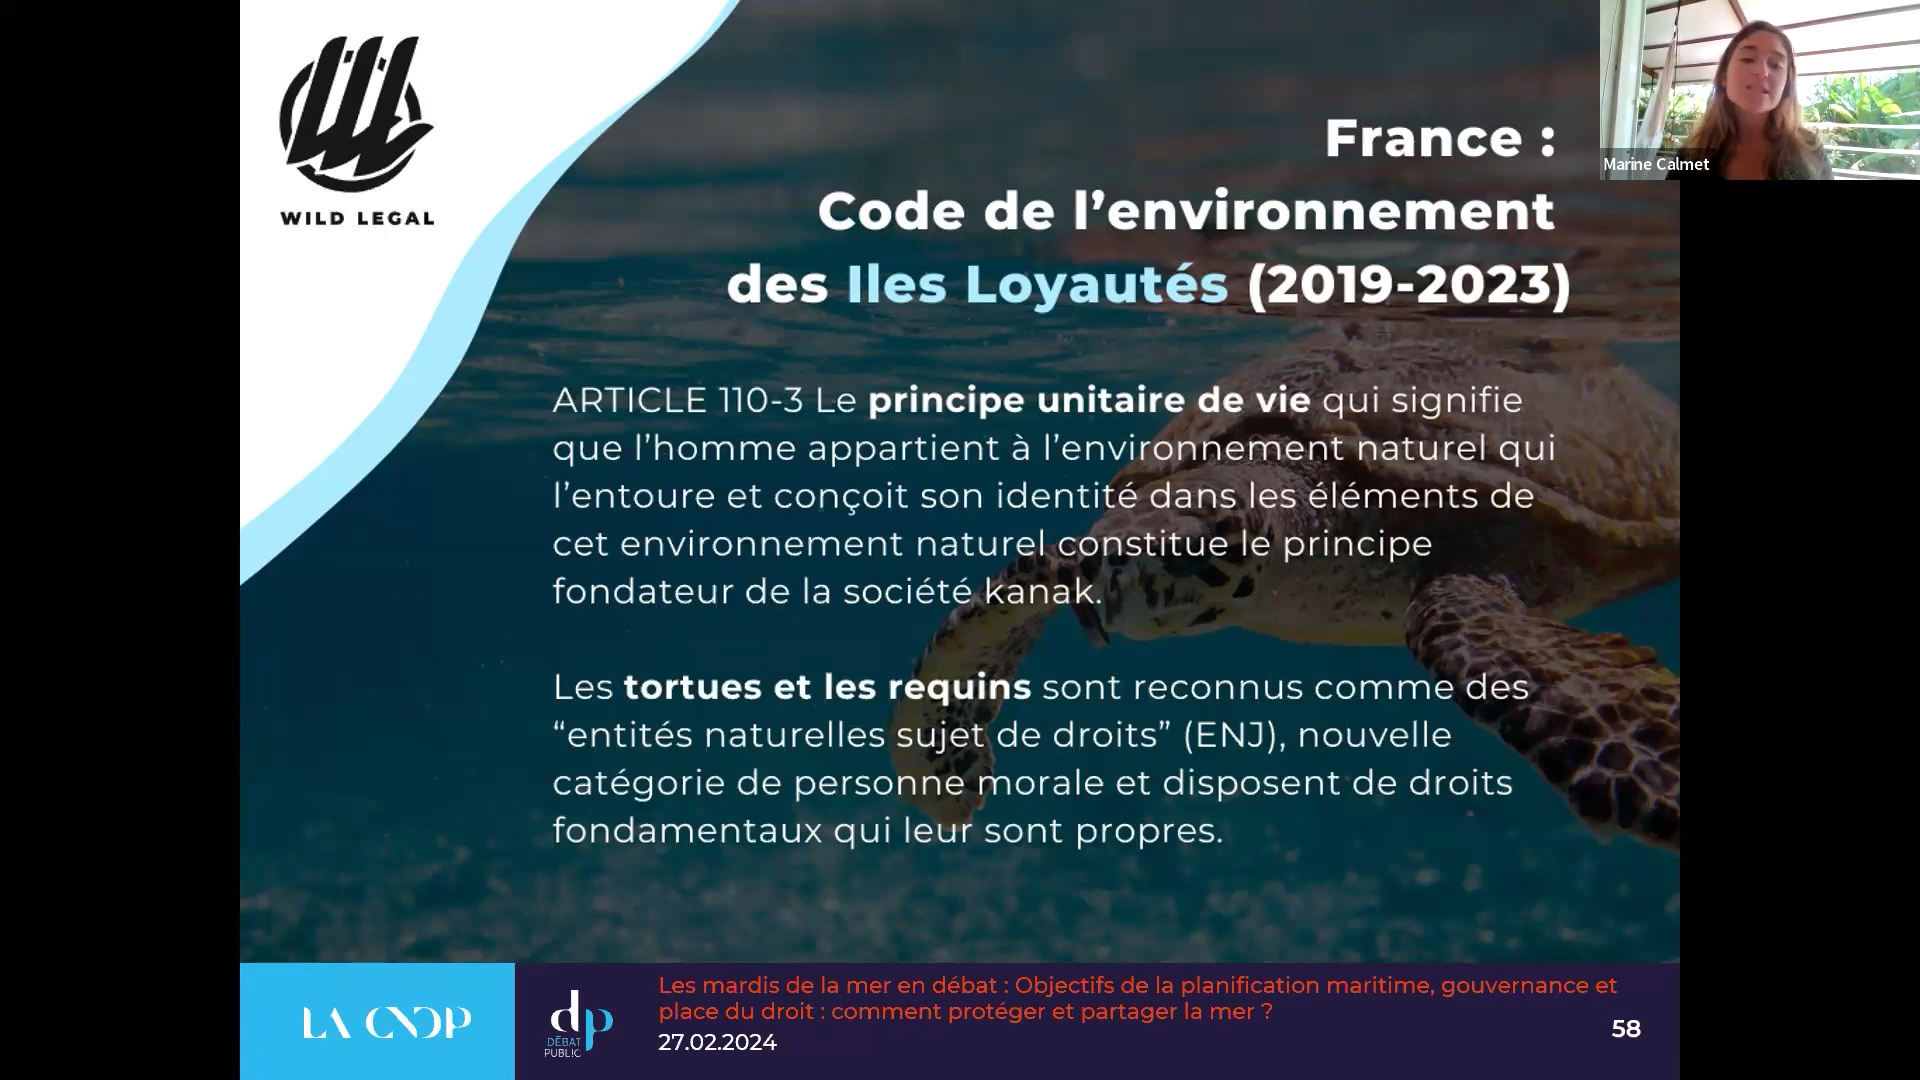 WILD LEGAL
France :
Code de l’environnement
des Iles Loyautés (2019-2023)
Marine Calmet
ARTICLE 110-3 Le principe unitaire de vie qui signifie
que l’homme appartient à l’environnement naturel qui
l’entoure et conçoit son identité dans les éléments de
cet environnement naturel constitue le principe
fondateur de la société kanak.
Les tortues et les requins sont reconnus comme des
“entités naturelles sujet de droits” (ENJ), nouvelle
catégorie de personne morale et disposent de droits
fondamentaux qui leur sont propres.
LA CNDP
dp
DÉBAT
PUBLIC
Les mardis de la mer en débat : Objectifs de la planification maritime, gouvernance et
place du droit : comment protéger et partager la mer ?
27.02.2024
58